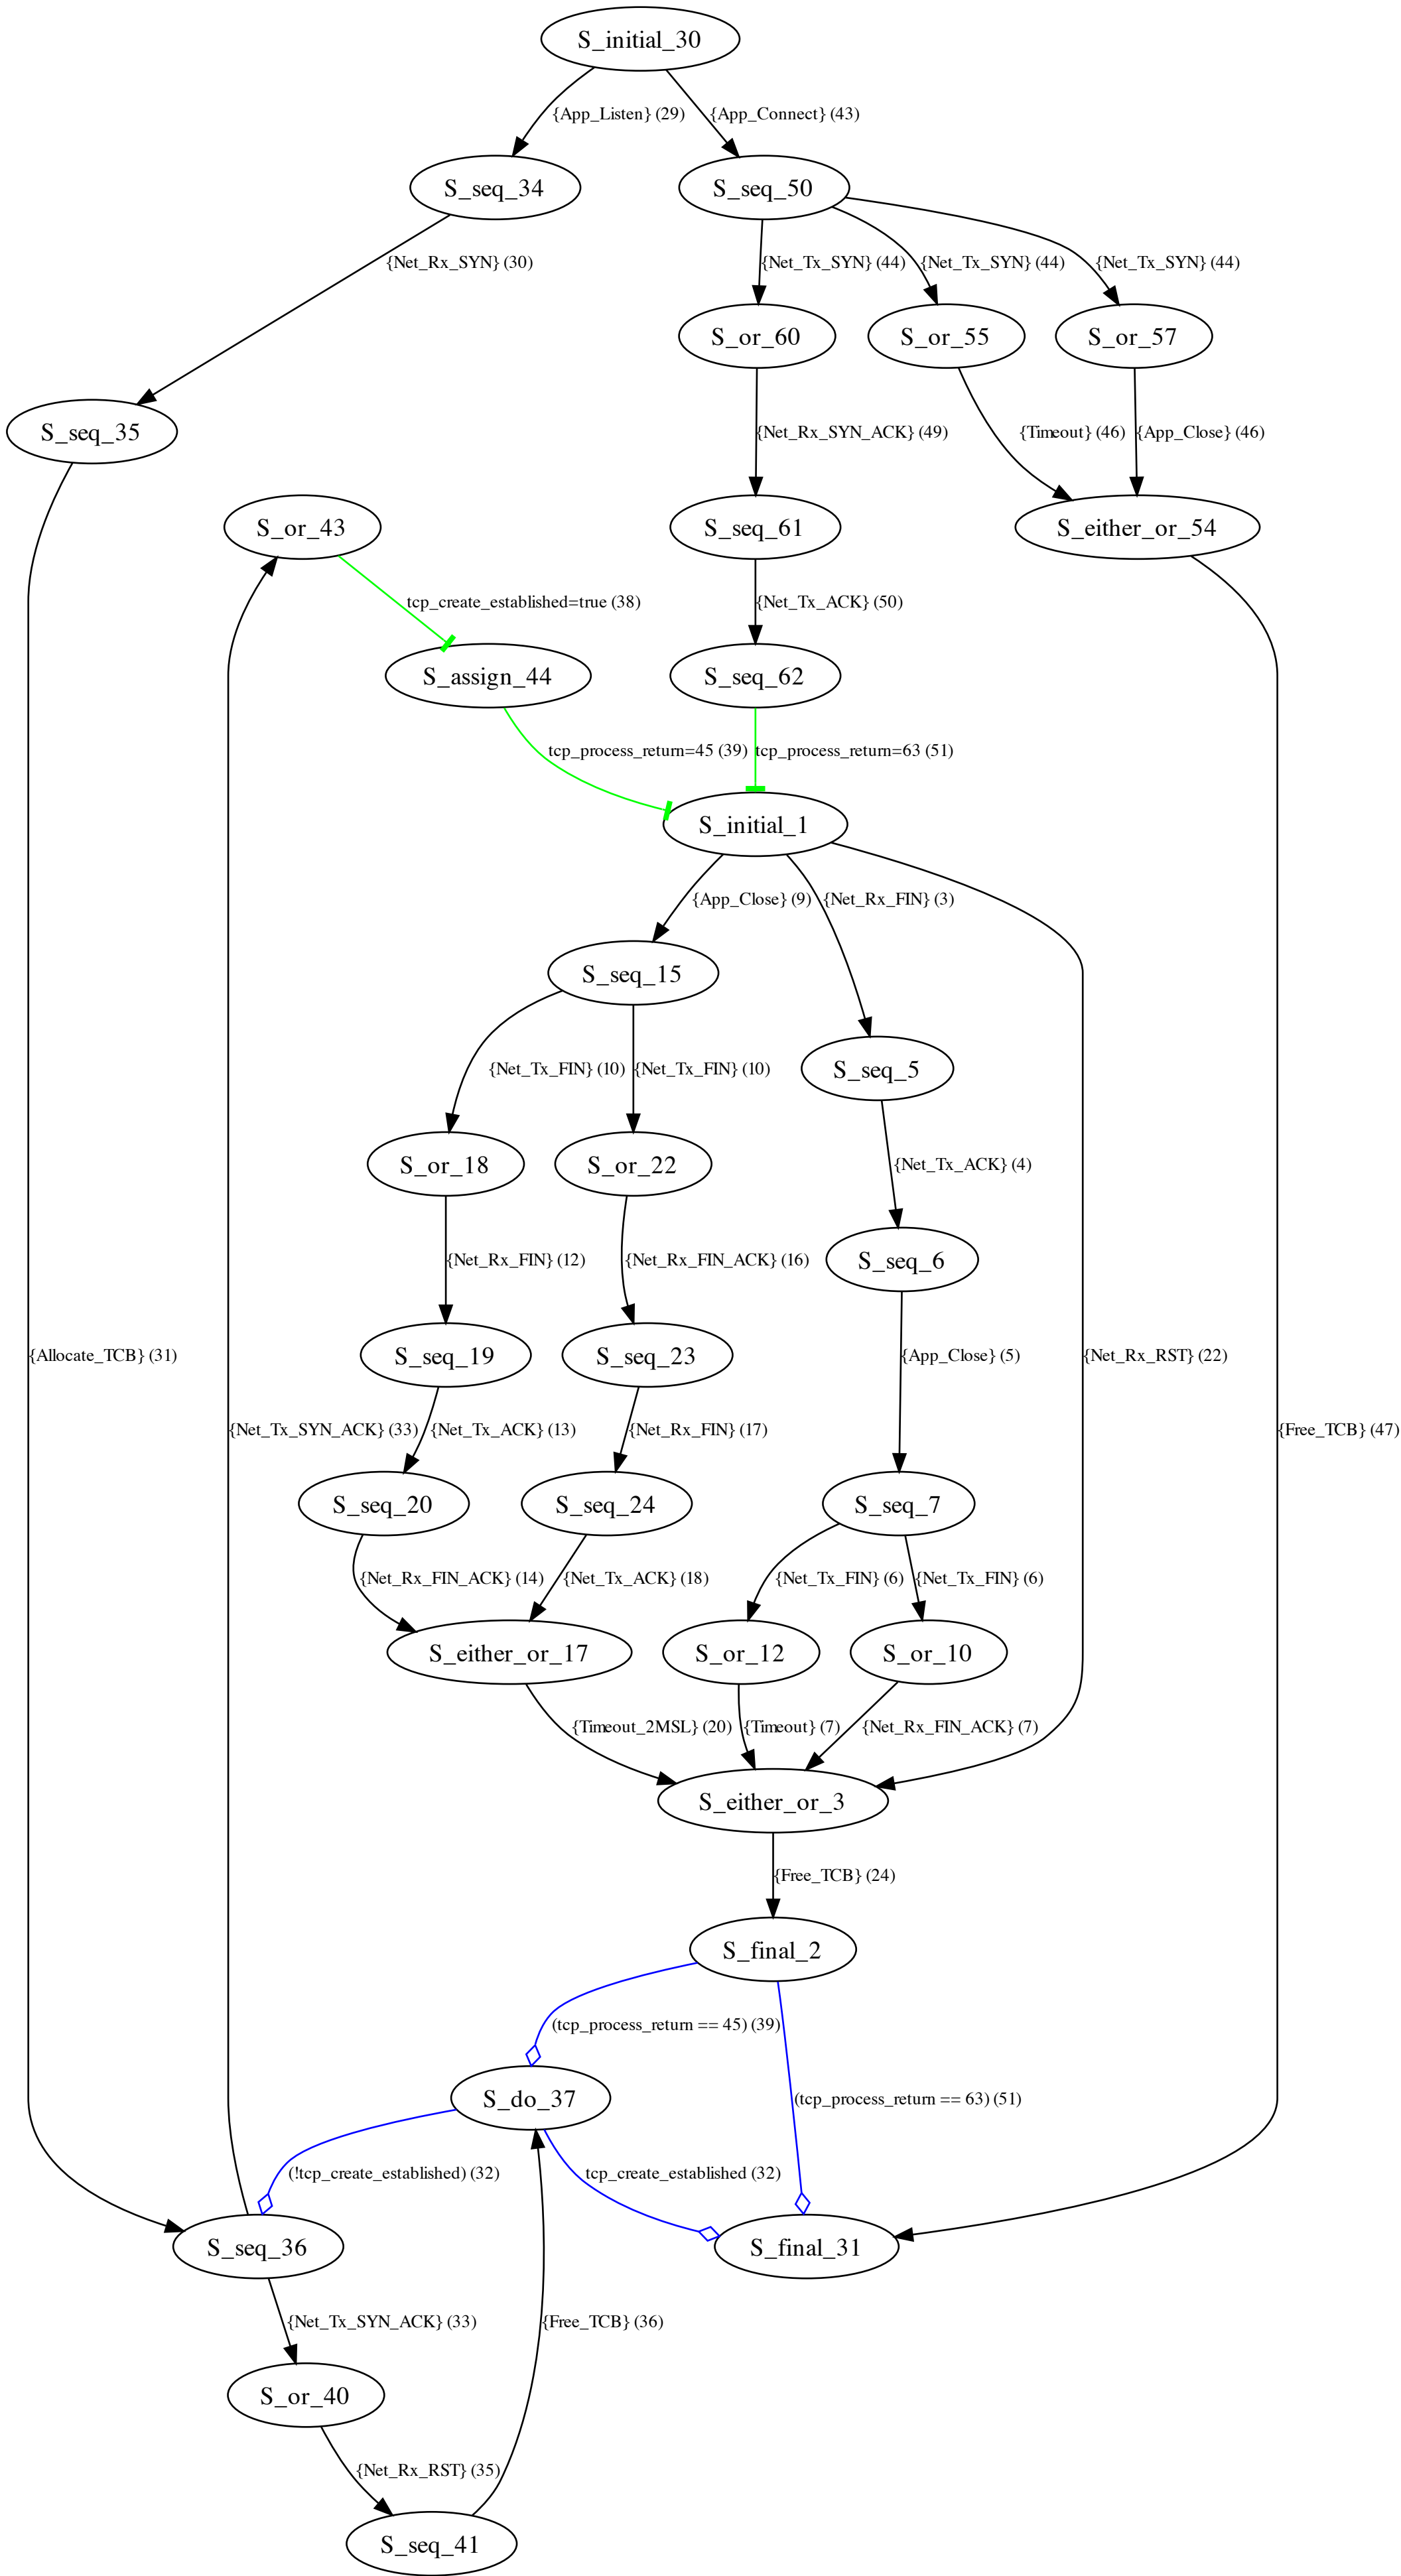 S_initial_30
{App_Listen} (29)
{App_Connect} (43)
S_seq_34
S_seq_50
{Net_Rx_SYN} (30)
{Net_Tx_SYN} (44)
{Net_Tx_SYN} (44)
{Net_Tx_SYN} (44)
S_or_60
S_or_55
S_or_57
S_seq_35
{Net_Rx_SYN_ACK} (49)
{Timeout} (46)
{App_Close} (46)
S_or_43
S_seq_61
S_either_or_54
tcp_create_established=true (38)
{Net_Tx_ACK} (50)
S_assign_44
S_seq_62
tcp_process_return=45 (39)
tcp_process_return=63 (51)
S_initial_1
{App_Close} (9)
{Net_Rx_FIN} (3)
S_seq_15
S_seq_5
{Net_Tx_FIN} (10)
{Net_Tx_FIN} (10)
S_or_18
S_or_22
{Net_Tx_ACK} (4)
{Net_Rx_FIN} (12)
{Net_Rx_FIN_ACK} (16)
S_seq_6
{Allocate_TCB} (31)
S_seq_19
S_seq_23
{App_Close} (5)
{Net_Rx_RST} (22)
{Net_Tx_SYN_ACK} (33)
{Net_Tx_ACK} (13)
{Net_Rx_FIN} (17)
{Free_TCB} (47)
S_seq_20
S_seq_24
S_seq_7
{Net_Rx_FIN_ACK} (14)
{Net_Tx_ACK} (18)
{Net_Tx_FIN} (6)
{Net_Tx_FIN} (6)
S_either_or_17
S_or_12
S_or_10
{Timeout_2MSL} (20)
{Timeout} (7)
{Net_Rx_FIN_ACK} (7)
S_either_or_3
{Free_TCB} (24)
S_final_2
(tcp_process_return == 45) (39)
S_do_37
(tcp_process_return == 63) (51)
(!tcp_create_established) (32)
tcp_create_established (32)
S_seq_36
S_final_31
{Net_Tx_SYN_ACK} (33)
{Free_TCB} (36)
S_or_40
{Net_Rx_RST} (35)
S_seq_41